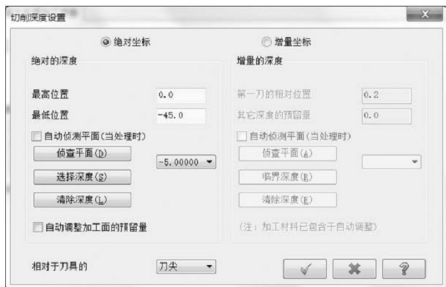 切削深度设置
绝对坐标
增量坐标
绝对的深度
最高位置 0.0
最低位置 -45.0
自动侦测平面(当处理时)
侦查平面(D)
-5.00000
选择深度(S)
清除深度(L)
自动调整加工面的预留量
增量的深度
第一刀的相对位置 0.2
其它深度的预留量 0.0
自动侦测平面(当处理时)
侦查平面(A)
临界深度(R)
清除深度(E)
(注：加工材料已包含于自动调整)
相对于刀具的 刀尖